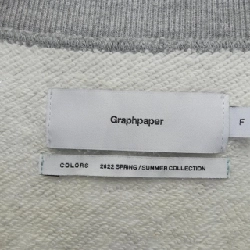 Graphpaper
F
COLORS 2022 SPRING/SUMMER COLLECTION